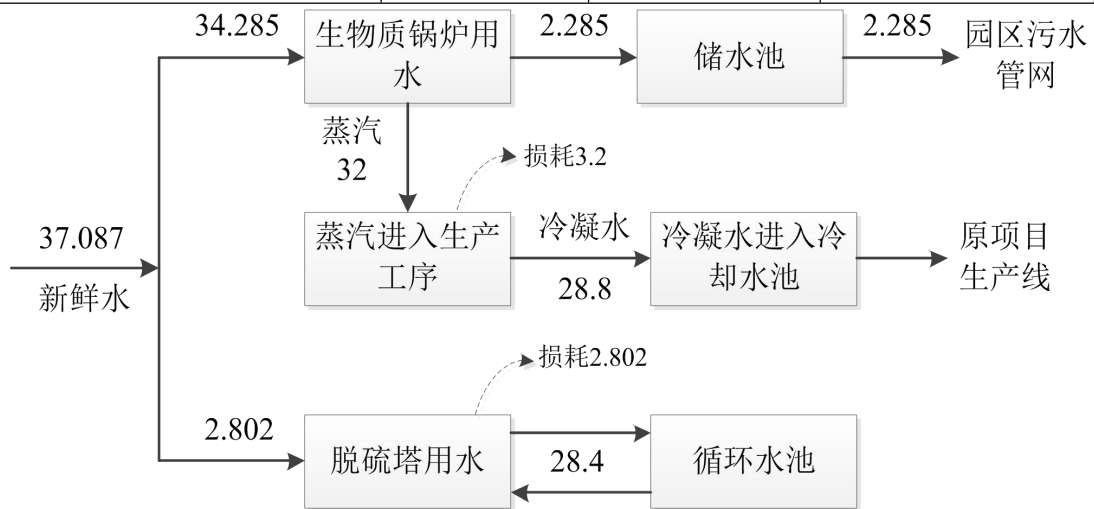 34.285
生物质锅炉用
水
2.285
储水池
2.285
园区污水
管网
蒸汽
32
损耗3.2
37.087
新鲜水
蒸汽进入生产
工序
冷凝水
28.8
冷凝水进入冷
却水池
原项目
生产线
损耗2.802
2.802
脱硫塔用水
28.4
循环水池